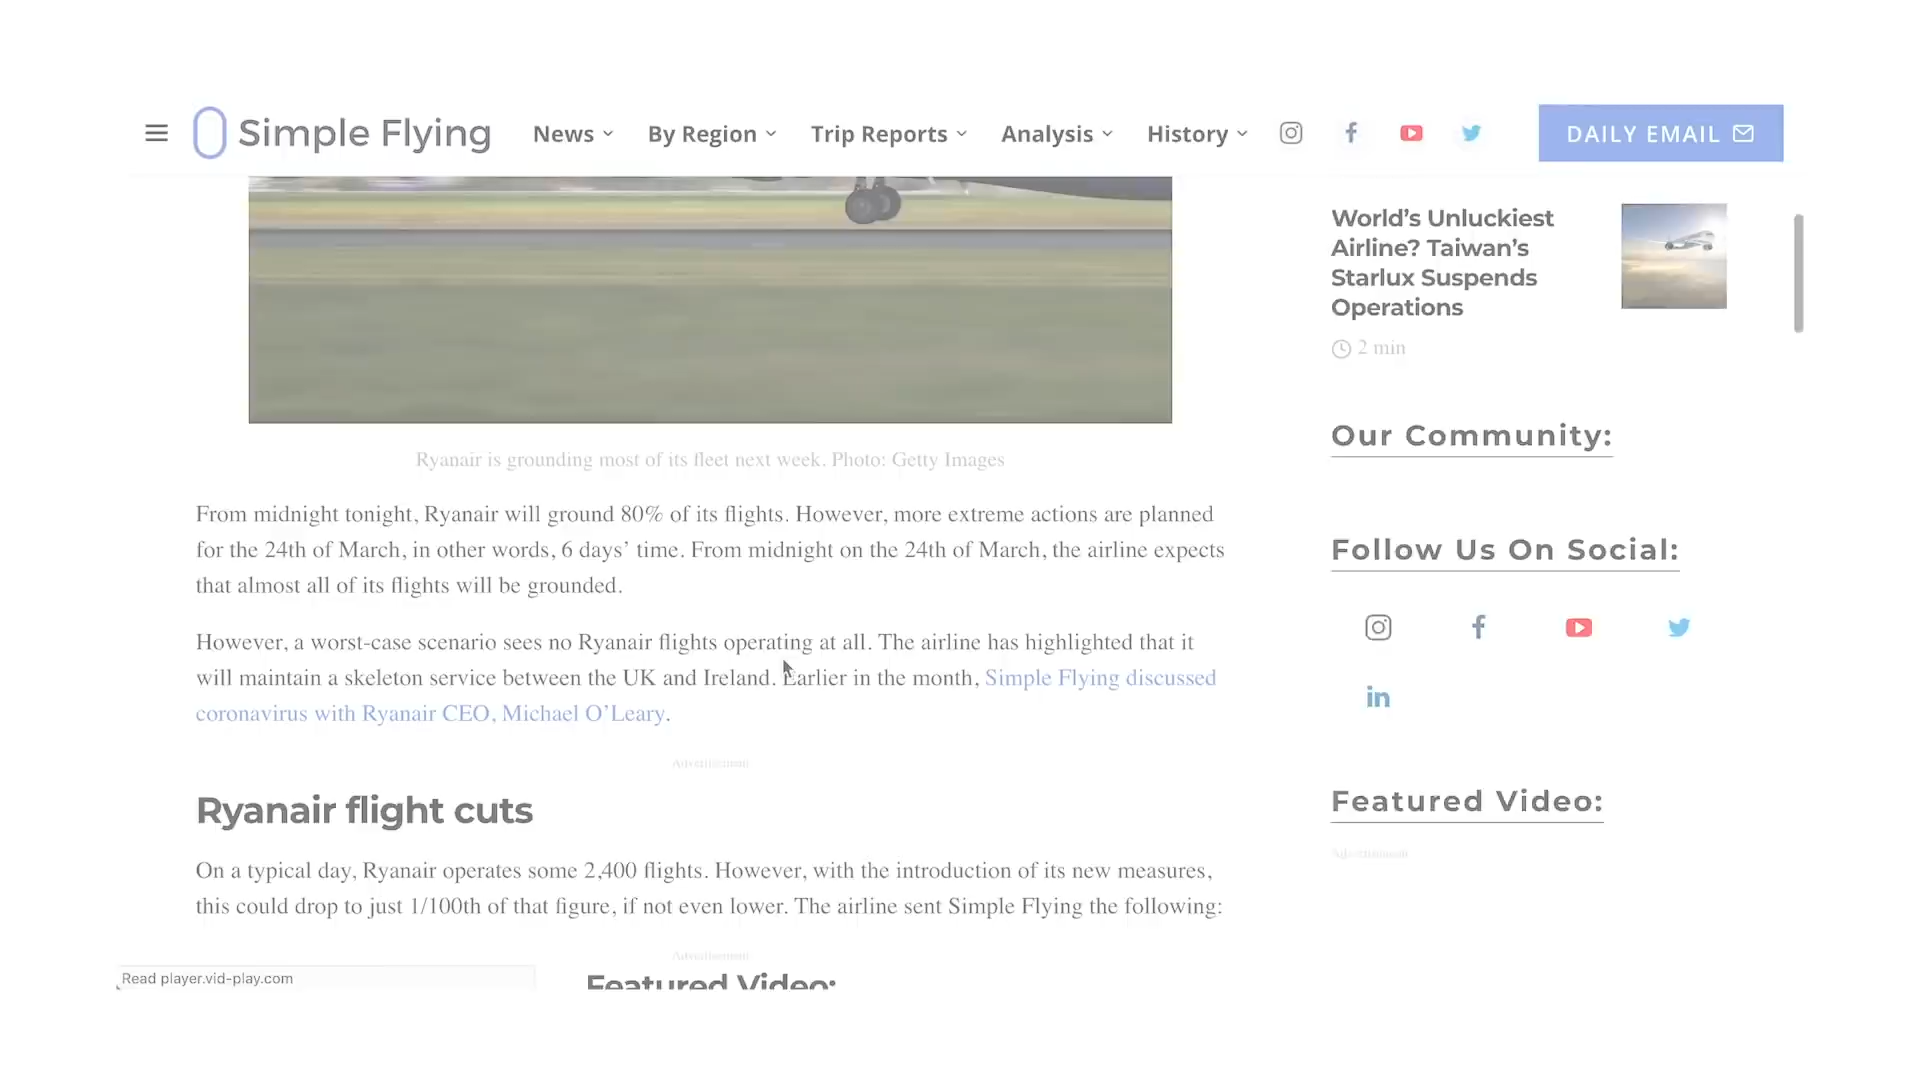 Simple Flying
News
By Region
Trip Reports
Analysis
History
DAILY EMAIL
Ryanair is grounding most of its fleet next week. Photo: Getty Images
From midnight tonight, Ryanair will ground 80% of its flights. However, more extreme actions are planned
for the 24th of March, in other words, 6 days’ time. From midnight on the 24th of March, the airline expects
that almost all of its flights will be grounded.
However, a worst-case scenario sees no Ryanair flights operating at all. The airline has highlighted that it
will maintain a skeleton service between the UK and Ireland. Earlier in the month, Simple Flying discussed
coronavirus with Ryanair CEO, Michael O’Leary.
Advertisement
Ryanair flight cuts
On a typical day, Ryanair operates some 2,400 flights. However, with the introduction of its new measures,
this could drop to just 1/100th of that figure, if not even lower. The airline sent Simple Flying the following:
Advertisement
Featured Video:
Read player.vid-play.com
World’s Unluckiest
Airline? Taiwan’s
Starlux Suspends
Operations
2 min
Our Community:
Follow Us On Social:
Featured Video:
Advertisement